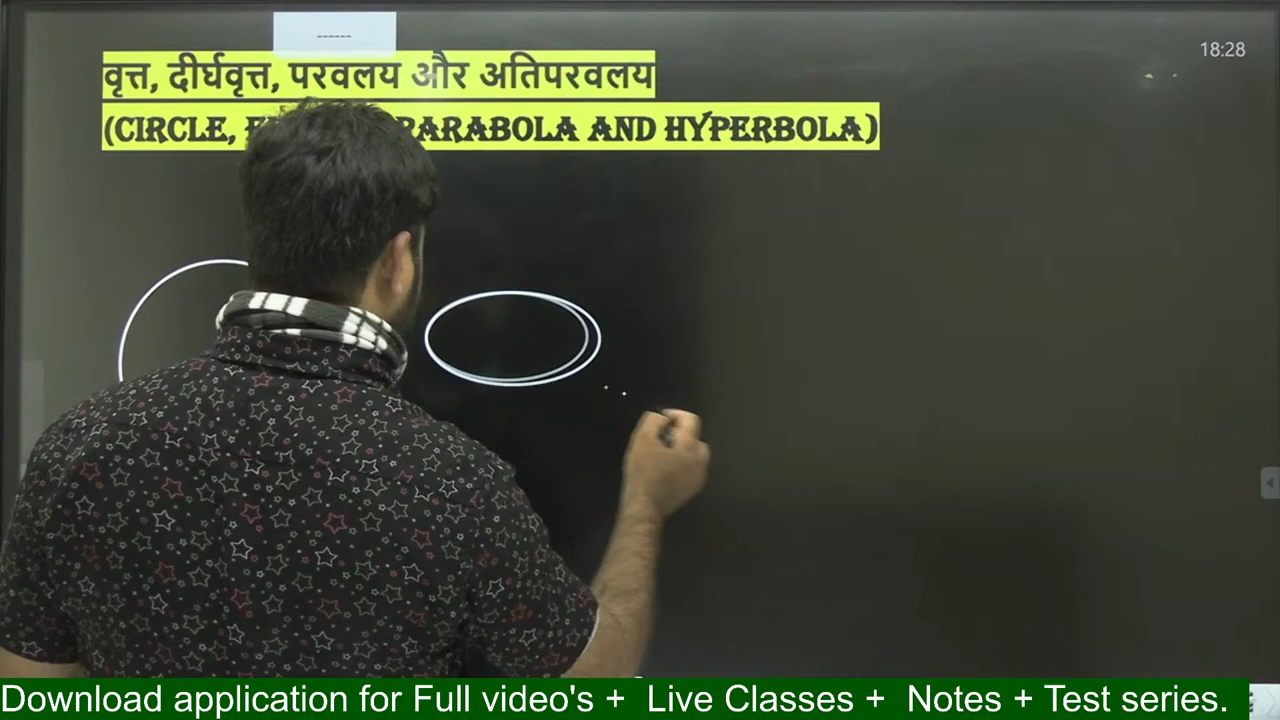 ------
18:28
वृत्त, दीर्घवृत्त, परवलय और अतिपरवलय
(CIRCLE, PARABOLA AND HYPERBOLA)
Download application for Full video's + Live Classes + Notes + Test series.